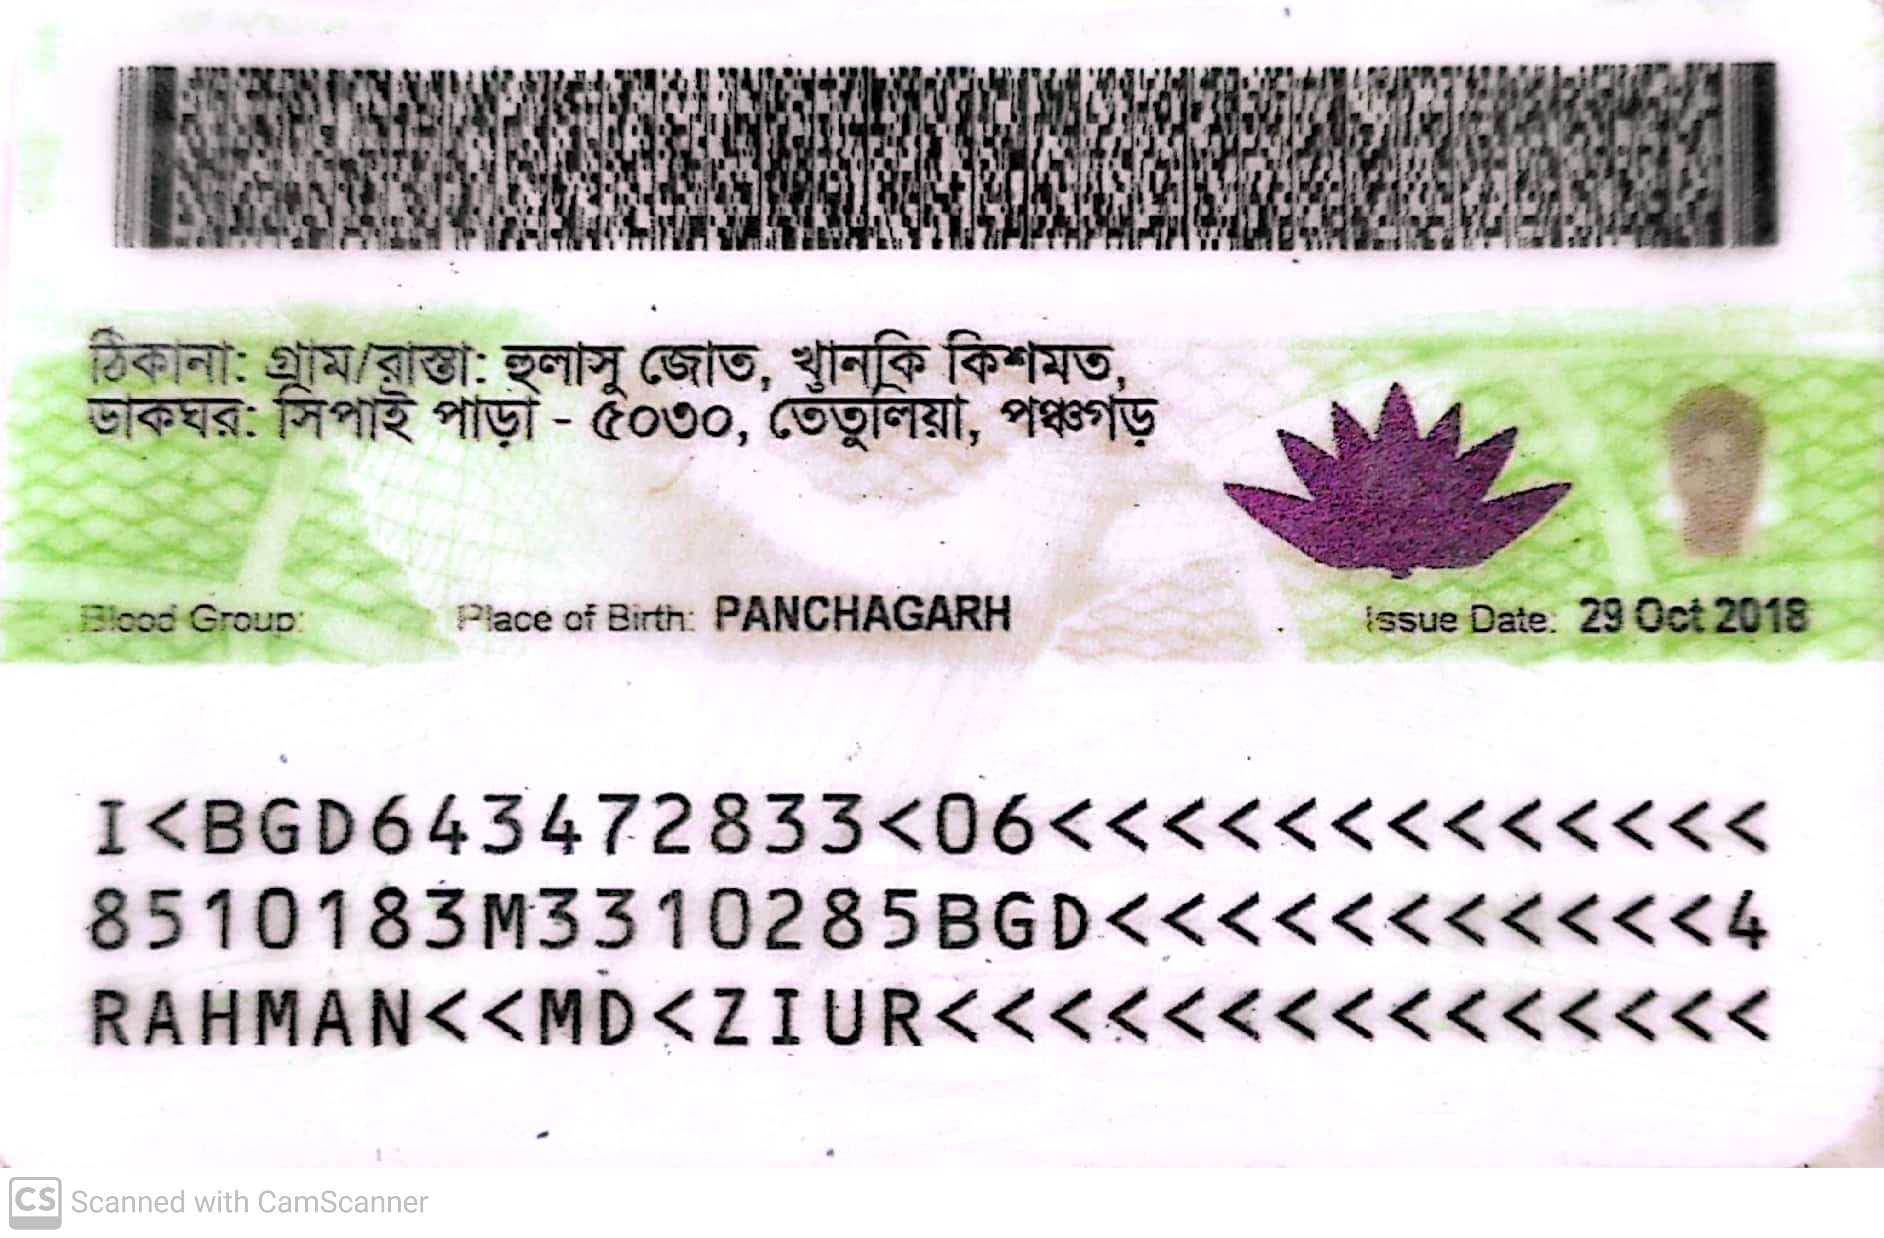 ঠিকানা: গ্রাম/রাস্তা: হুলাসু জোত, খানকি কিশমত,
ডাকঘর: সিপাই পাড়া - ৫০৩০, তেঁতুলিয়া, পঞ্চগড়
Blood Group: Place of Birth: PANCHAGARH Issue Date: 29 Oct 2018
I<BGD643472833<06<<<<<<<<<<<<<
8510183M3310285BGD<<<<<<<<<<<4
RAHMAN<<MD<ZIUR<<<<<<<<<<<<<<<
CS Scanned with CamScanner